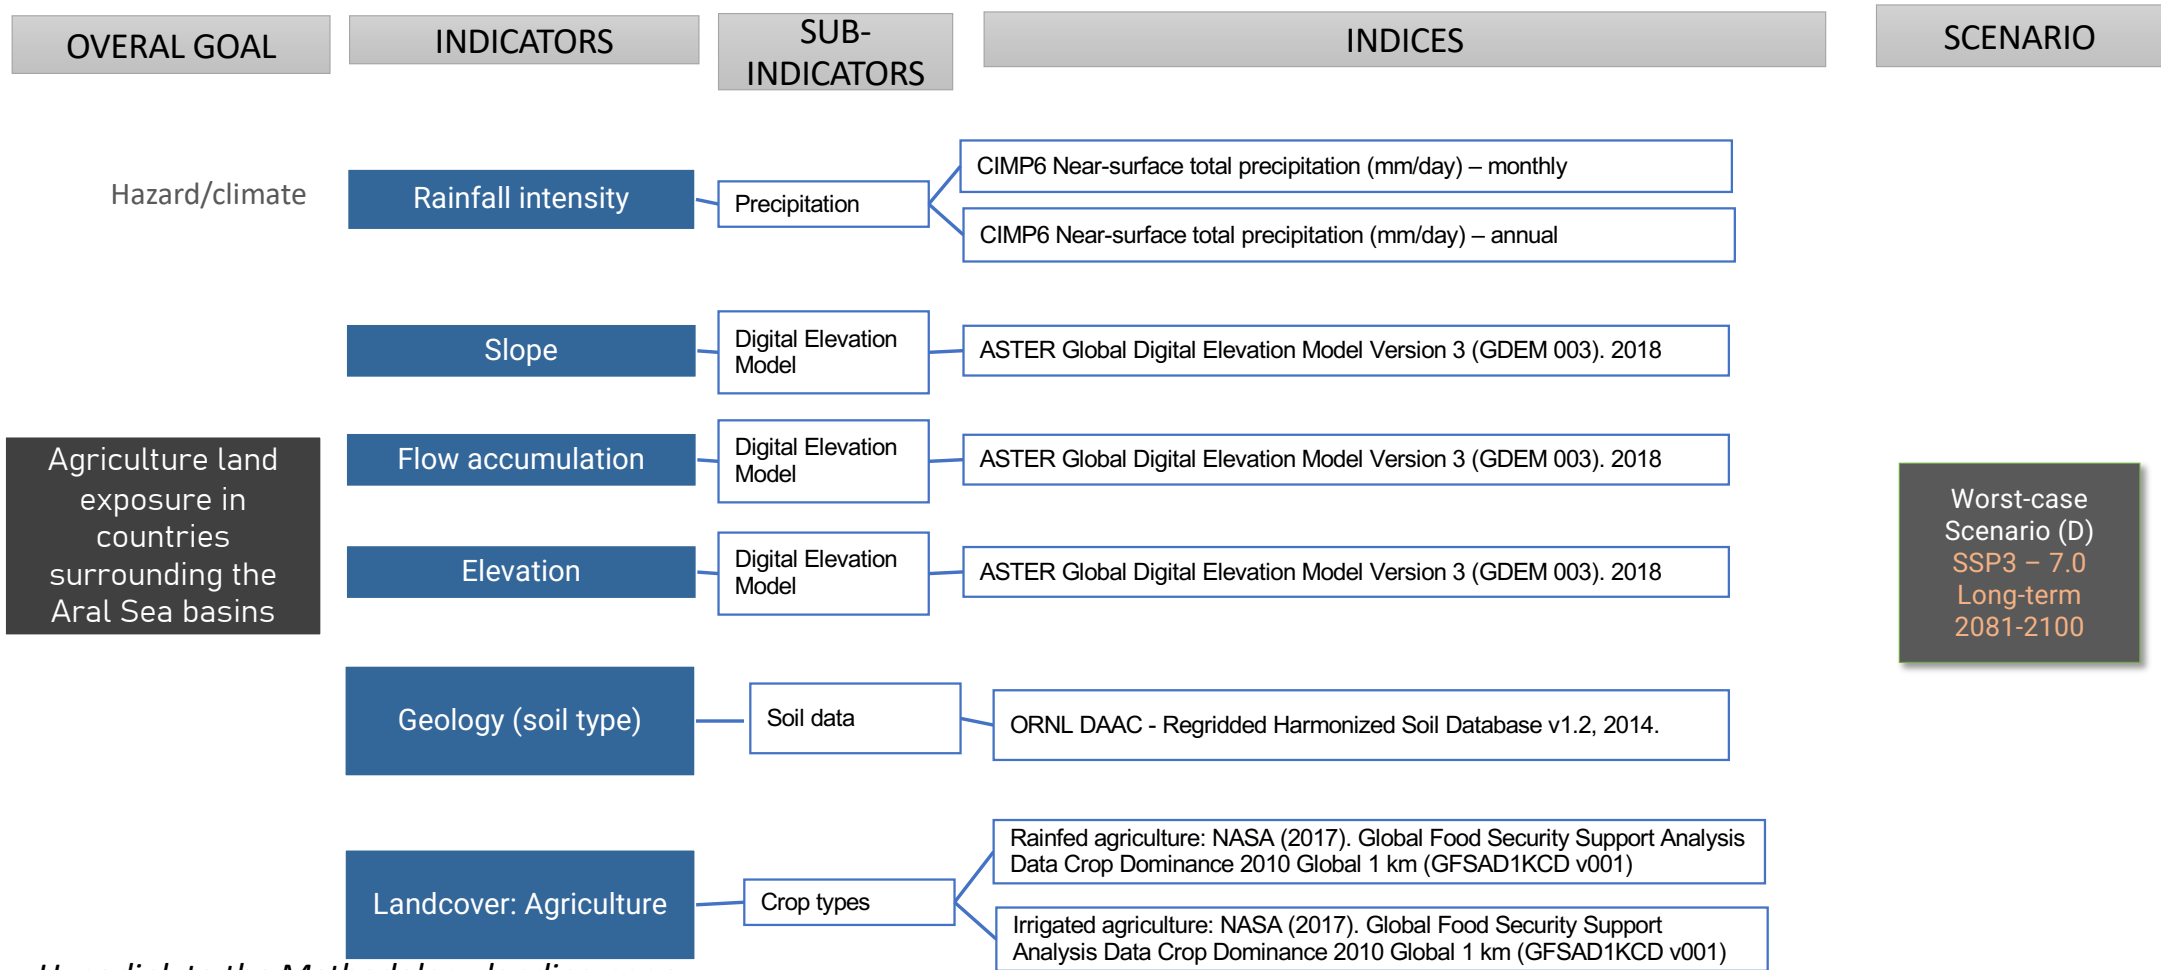 OVERAL GOAL
INDICATORS
SUB-
INDICATORS
INDICES
SCENARIO
Hazard/climate
Rainfall intensity
Precipitation
CIMP6 Near-surface total precipitation (mm/day) – monthly
CIMP6 Near-surface total precipitation (mm/day) – annual
Slope
Digital Elevation
Model
ASTER Global Digital Elevation Model Version 3 (GDEM 003). 2018
Agriculture land
exposure in
countries
surrounding the
Aral Sea basins
Flow accumulation
Digital Elevation
Model
ASTER Global Digital Elevation Model Version 3 (GDEM 003). 2018
Elevation
Digital Elevation
Model
ASTER Global Digital Elevation Model Version 3 (GDEM 003). 2018
Worst-case
Scenario (D)
SSP3 – 7.0
Long-term
2081-2100
Geology (soil type)
Soil data
ORNL DAAC - Regridded Harmonized Soil Database v1.2, 2014.
Landcover: Agriculture
Crop types
Rainfed agriculture: NASA (2017). Global Food Security Support Analysis
Data Crop Dominance 2010 Global 1 km (GFSAD1KCD v001)
Irrigated agriculture: NASA (2017). Global Food Security Support
Analysis Data Crop Dominance 2010 Global 1 km (GFSAD1KCD v001)